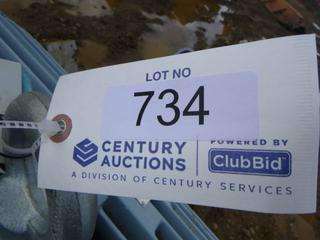 LOT NO
734
CENTURY AUCTIONS
POWERED BY
ClubBid
A DIVISION OF CENTURY SERVICES